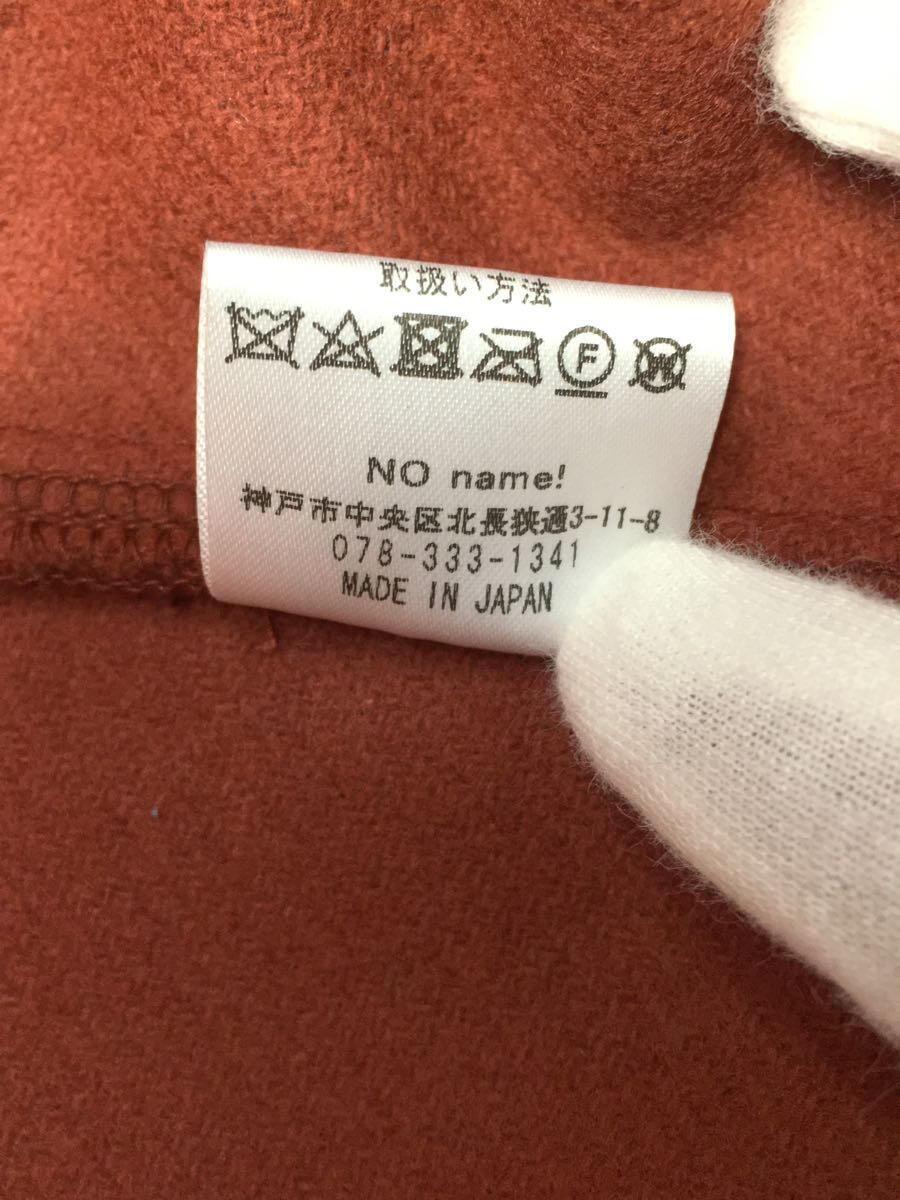 取扱い方法
F
W
NO name!
神戸市中央区北長狭通3-11-8
078-333-1341
MADE IN JAPAN